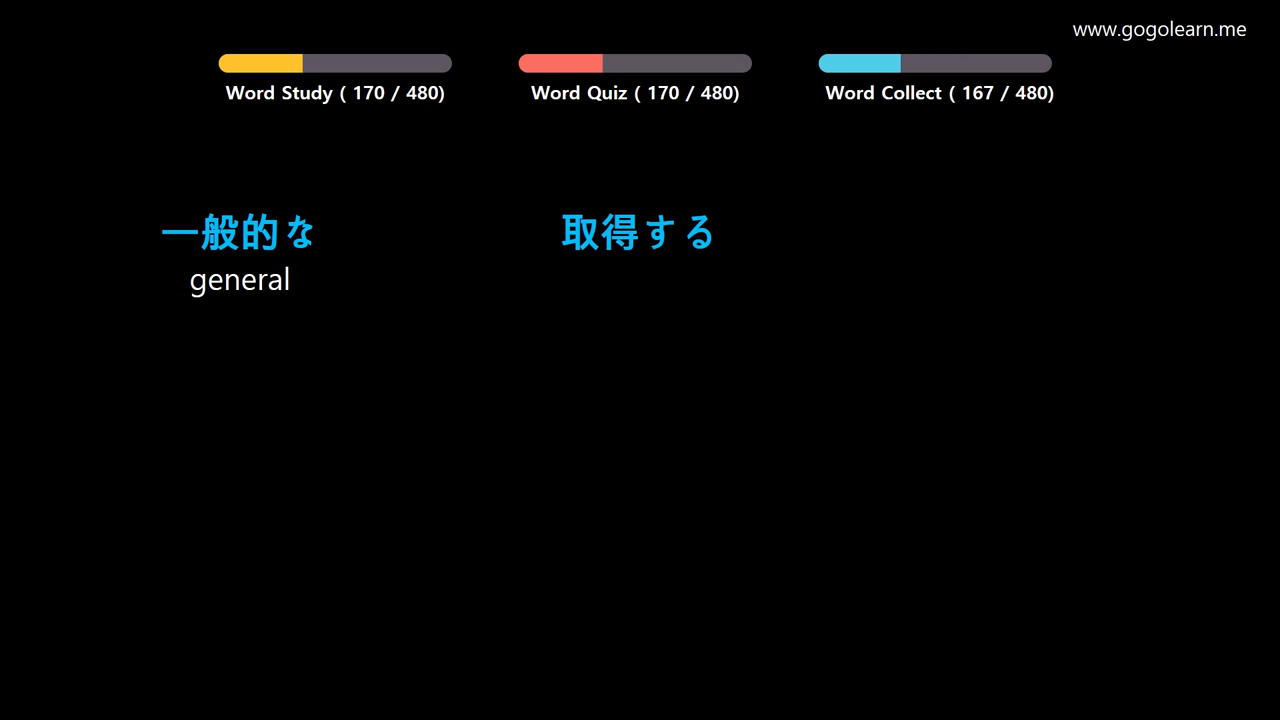 www.gogolearn.me
Word Study ( 170 / 480)
Word Quiz ( 170 / 480)
Word Collect ( 167 / 480)
一般的な
general
取得する